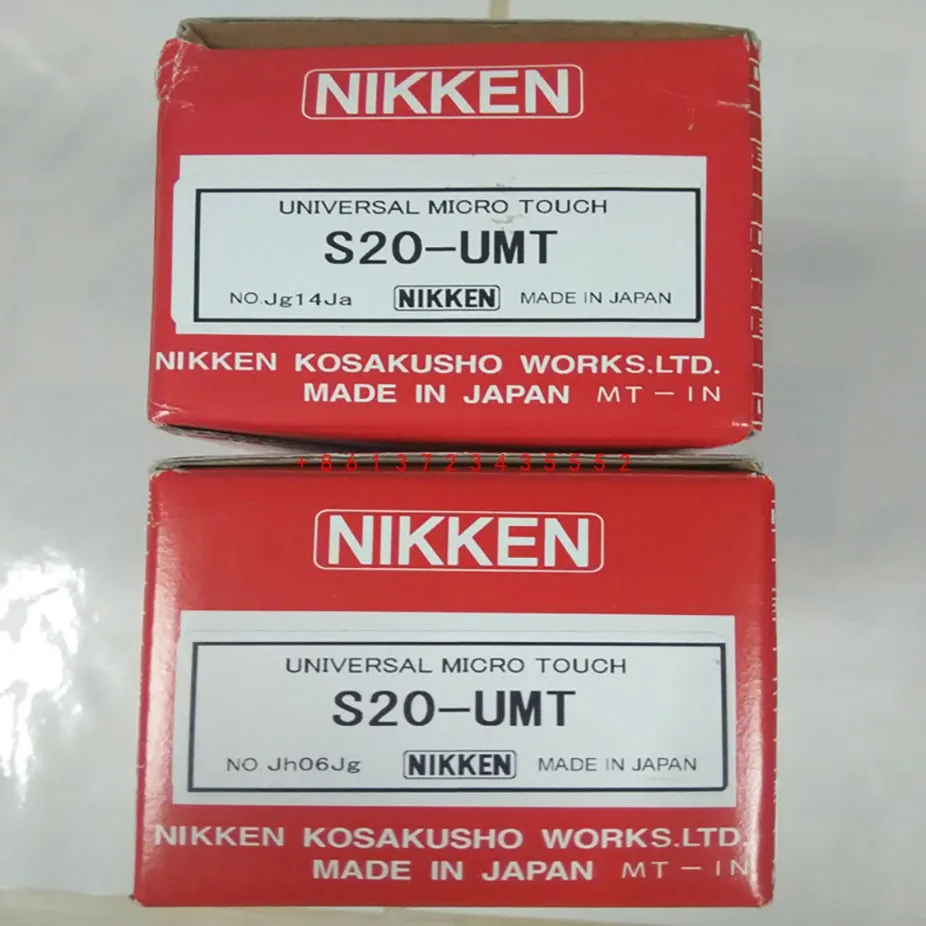 NIKKEN
UNIVERSAL MICRO TOUCH
S20-UMT
NO.Jg14Ja NIKKEN MADE IN JAPAN
NIKKEN KOSAKUSHO WORKS.LTD.
MADE IN JAPAN MT-IN
+8613723435552
NIKKEN
UNIVERSAL MICRO TOUCH
S20-UMT
NO.Jh06Jg NIKKEN MADE IN JAPAN
NIKKEN KOSAKUSHO WORKS.LTD.
MADE IN JAPAN MT-IN